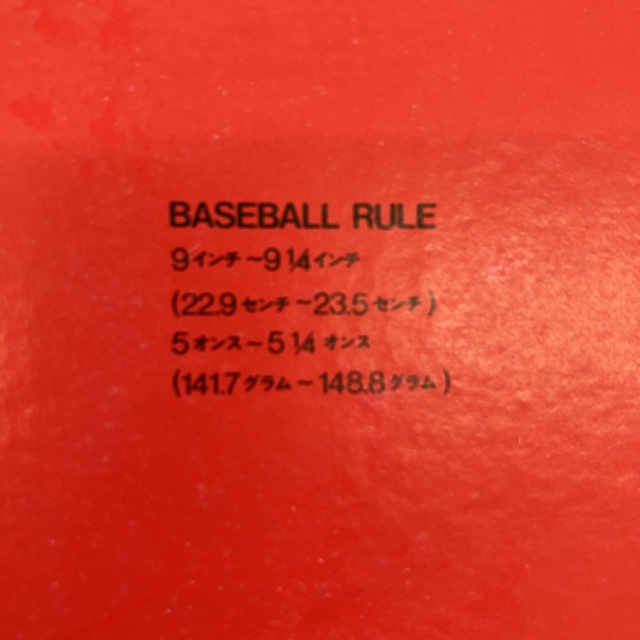 BASEBALL RULE
9インチ~9 1/4インチ
(22.9センチ~23.5センチ)
5オンス~5 1/4オンス
(141.7グラム~148.8グラム)